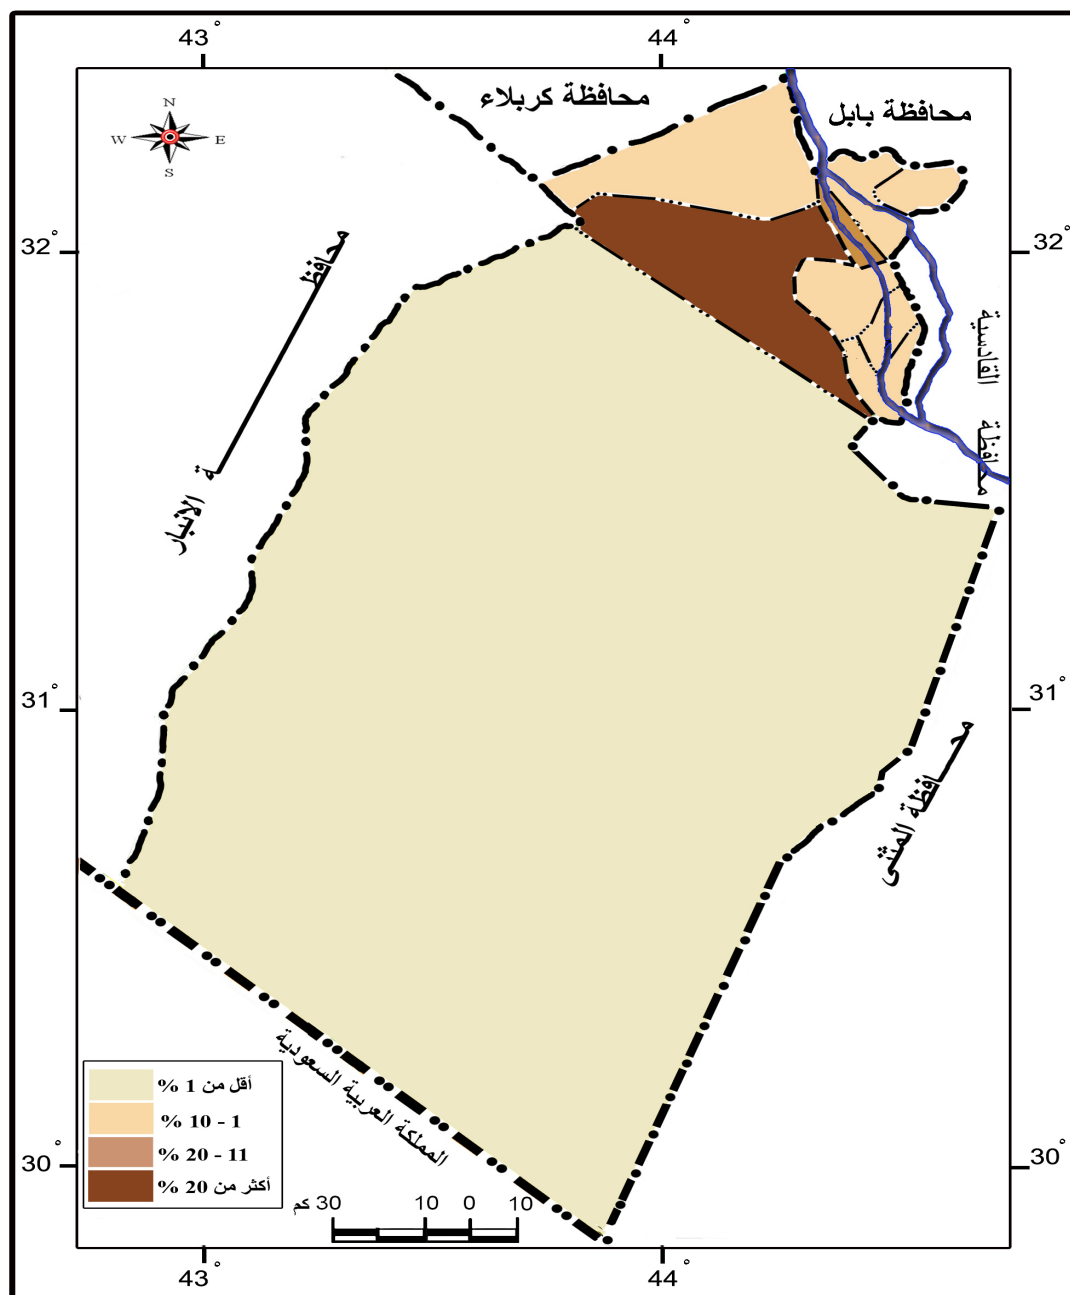 43° 44°
محافظة كربلاء
محافظة بابل
N
W E
S
32° 32°
محافظة الانبار
محافظة القادسية
31° 31°
محافظة المثنى
المملكة العربية السعودية
أقل من 1 %
1 - 10 %
11 - 20 %
أكثر من 20 %
30° 30°
10 0 10 30 كم
43° 44°